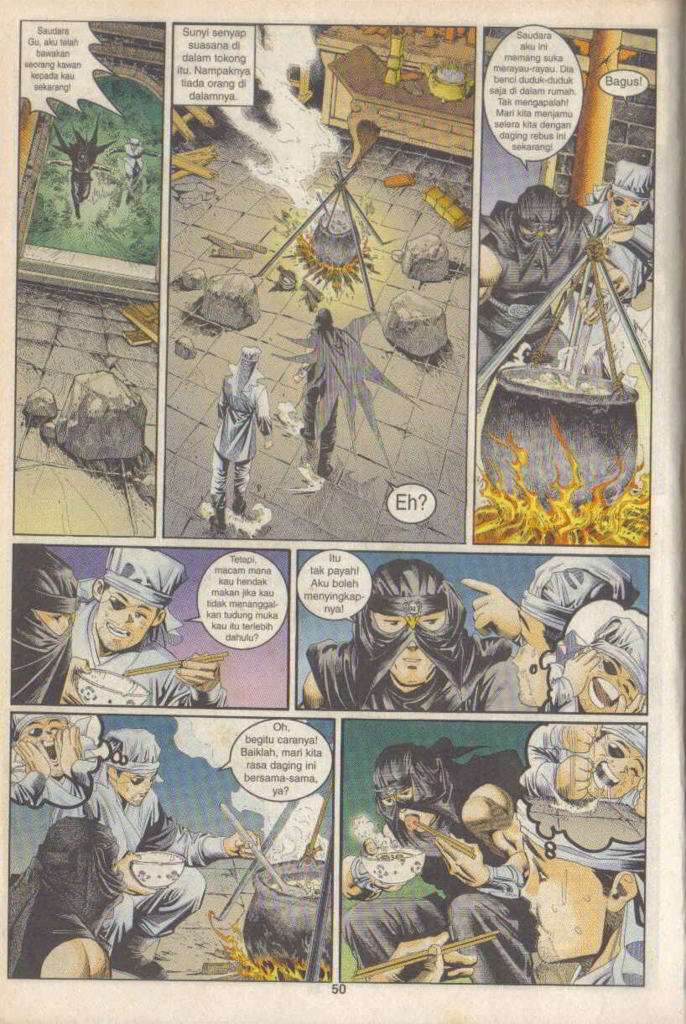 Saudara
Gu, aku telah
bawakan
seorang kawan
kepada kau
sekarang!
Sunyi senyap
suasana di
dalam tokong
itu. Nampaknya
tiada orang di
dalamnya.
Eh?
Saudara
aku ini
memang suka
merayau-rayau. Dia
benci duduk-duduk
saja di dalam rumah.
Tak mengapalah!
Mari kita menjamu
selera kita dengan
daging rebus ini
sekarang!
Bagus!
Tetapi,
macam mana
kau hendak
makan jika kau
tidak menanggal-
kan tudung muka
kau itu terlebih
dahulu?
Itu
tak payah!
Aku boleh
menyingkap-
nya!
Oh,
begitu caranya!
Baiklah, mari kita
rasa daging ini
bersama-sama,
ya?
50